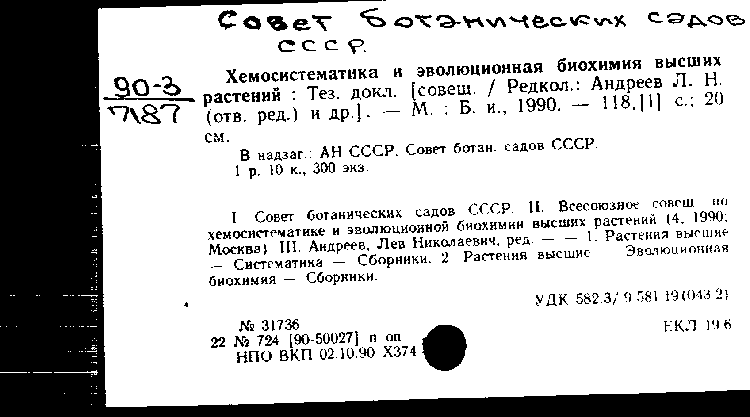 Совет ботанических садов
СССР.
90-3
7187
Хемосистематика и эволюционная биохимия высших
растений : Тез. докл. [совещ. / Редкол.: Андреев Л. Н.
(отв. ред.) и др.]. — М. : Б. и., 1990. — 118,[1] с.; 20
см.
В надзаг.: АН СССР, Совет ботан. садов СССР.
1 р. 10 к., 300 экз.
I Совет ботанических садов СССР. II. Всесоюзное совещ по
хемосистематике и эволюционной биохимии высших растений (4, 1990;
Москва) III. Андреев, Лев Николаевич, ред. — — 1. Растения высшие
— Систематика — Сборники. 2 Растения высшие Эволюционная
биохимия — Сборники.
УДК 582.3/ 9 581 19(043 2)
№ 31736
22 № 724 [90-50027] п оп
НПО ВКП 02.10.90 Х374
ЕКЛ 19 6